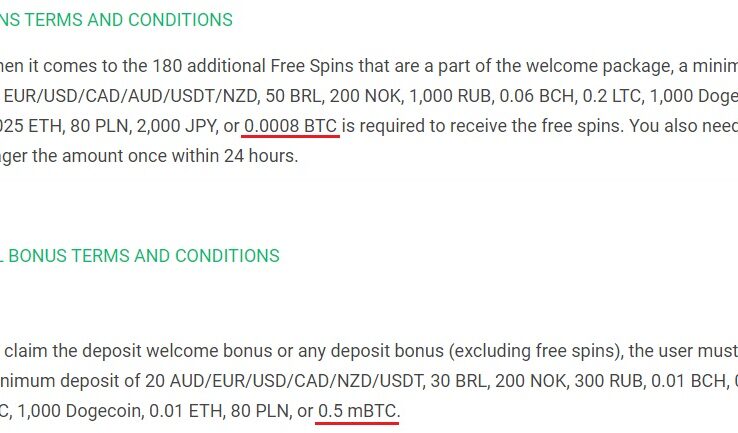 NS TERMS AND CONDITIONS
hen it comes to the 180 additional Free Spins that are a part of the welcome package, a minim
EUR/USD/CAD/AUD/USDT/NZD, 50 BRL, 200 NOK, 1,000 RUB, 0.06 BCH, 0.2 LTC, 1,000 Doge
025 ETH, 80 PLN, 2,000 JPY, or 0.0008 BTC is required to receive the free spins. You also need
ager the amount once within 24 hours.
L BONUS TERMS AND CONDITIONS
claim the deposit welcome bonus or any deposit bonus (excluding free spins), the user must
nimum deposit of 20 AUD/EUR/USD/CAD/NZD/USDT, 30 BRL, 200 NOK, 300 RUB, 0.01 BCH, 0
C, 1,000 Dogecoin, 0.01 ETH, 80 PLN, or 0.5 mBTC.